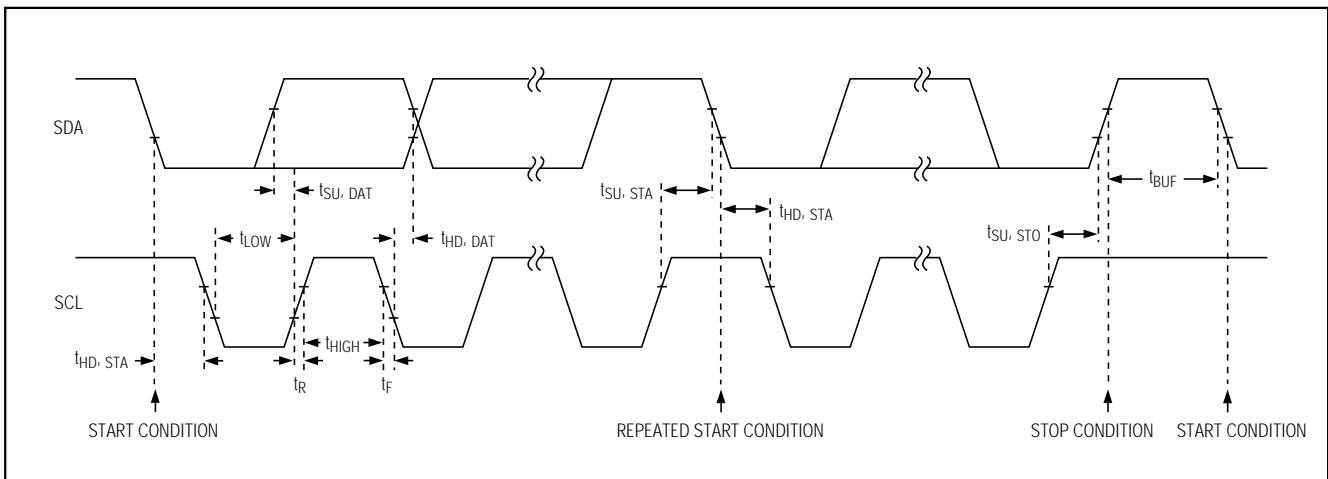 SDA
tSU, DAT
tSU, STA
tBUF
tHD, STA
tLOW
tHD, DAT
tSU, STO
SCL
tHIGH
tHD, STA
tR
tF
START CONDITION
REPEATED START CONDITION
STOP CONDITION
START CONDITION